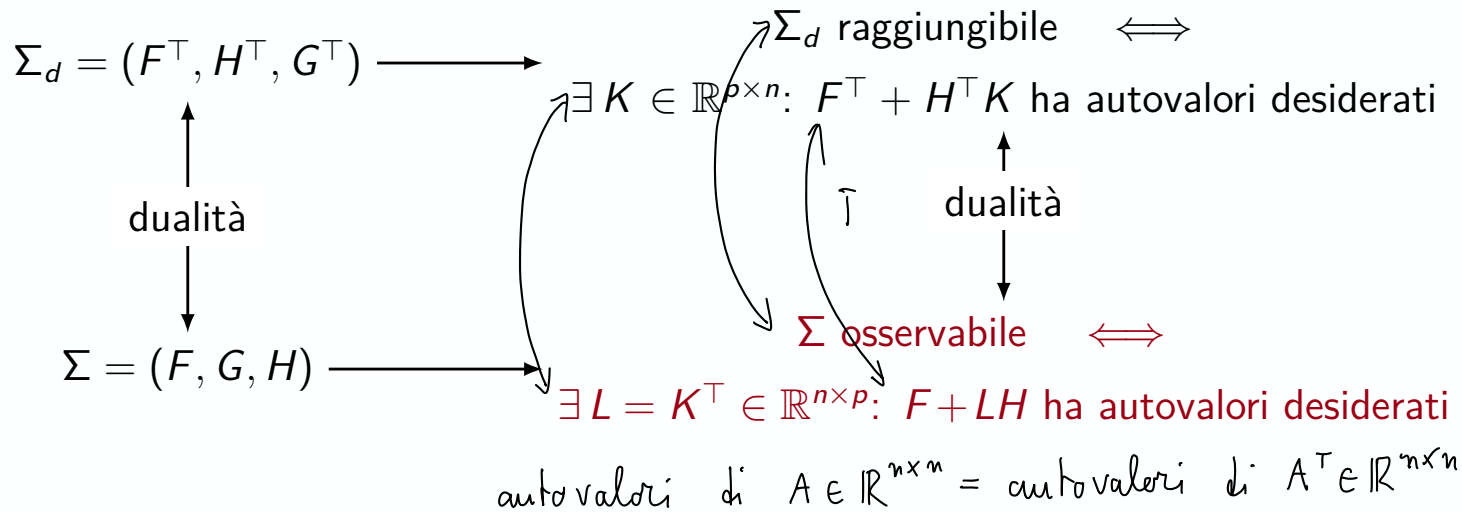 Σ_d raggiungibile ⟺
Σ_d = (F^⊤, H^⊤, G^⊤)
∃ K ∈ ℝ^{p×n}: F^⊤ + H^⊤K ha autovalori desiderati
dualità
T
dualità
Σ osservabile ⟺
Σ = (F, G, H)
∃ L = K^⊤ ∈ ℝ^{n×p}: F + LH ha autovalori desiderati
autovalori di A ∈ ℝ^{n×n} = autovalori di A^T ∈ ℝ^{n×n}